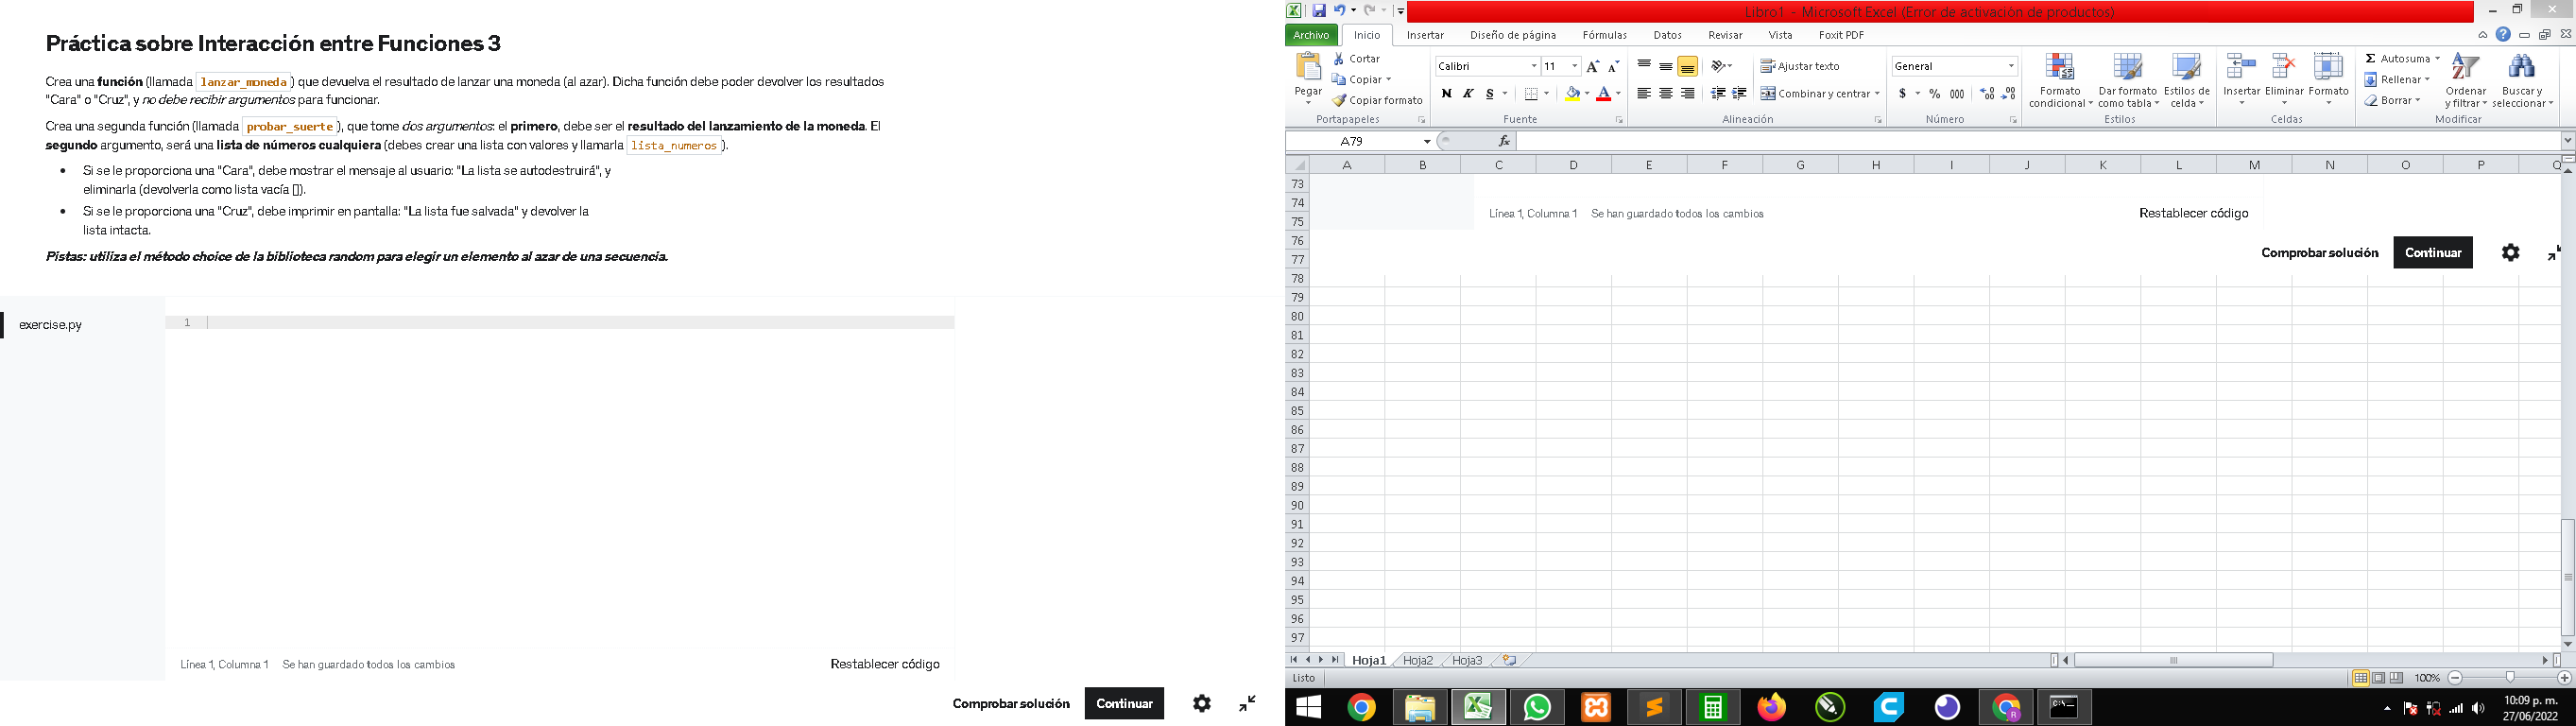 Práctica sobre Interacción entre Funciones 3
Crea una función (llamada lanzar_moneda) que devuelva el resultado de lanzar una moneda (al azar). Dicha función debe poder devolver los resultados
"Cara" o "Cruz", y no debe recibir argumentos para funcionar.
Crea una segunda función (llamada probar_suerte), que tome dos argumentos: el primero, debe ser el resultado del lanzamiento de la moneda. El
segundo argumento, será una lista de números cualquiera (debes crear una lista con valores y llamarla lista_numeros).
• Si se le proporciona una "Cara", debe mostrar el mensaje al usuario: "La lista se autodestruirá", y
eliminarla (devolverla como lista vacía []).
• Si se le proporciona una "Cruz", debe imprimir en pantalla: "La lista fue salvada" y devolver la
lista intacta.
Pistas: utiliza el método choice de la biblioteca random para elegir un elemento al azar de una secuencia.
exercise.py
1
Línea 1, Columna 1 Se han guardado todos los cambios
Restablecer código
Comprobar solución
Continuar
Libro1 - Microsoft Excel (Error de activación de productos)
Archivo Inicio Insertar Diseño de página Fórmulas Datos Revisar Vista Foxit PDF
Pegar
Cortar
Copiar
Copiar formato
Portapapeles
Calibri 11
N K S
Fuente
Ajustar texto
Combinar y centrar
Alineación
General
$ % 000
Número
Formato
condicional
Dar formato
como tabla
Estilos de
celda
Estilos
Insertar Eliminar Formato
Celdas
Σ Autosuma
Rellenar
Borrar
Ordenar
y filtrar
Buscar y
seleccionar
Modificar
A79 fx
A B C D E F G H I J K L M N O P Q
73
74
75
76
77
78
79
80
81
82
83
84
85
86
87
88
89
90
91
92
93
94
95
96
97
Línea 1, Columna 1 Se han guardado todos los cambios
Restablecer código
Comprobar solución
Continuar
Hoja1 Hoja2 Hoja3
Listo
100%
10:09 p. m.
27/06/2022